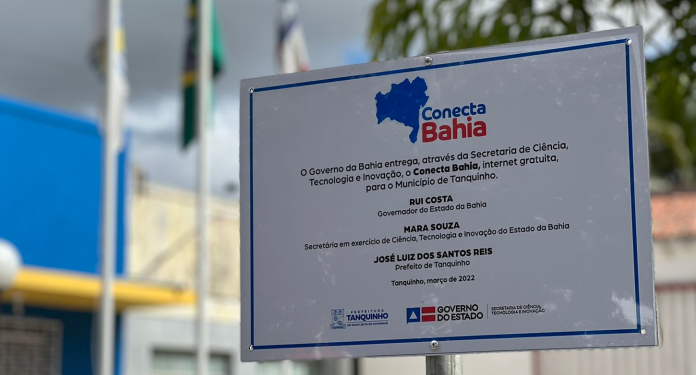 Conecta
Bahia
O Governo da Bahia entrega, através da Secretaria de Ciência,
Tecnologia e Inovação, o Conecta Bahia, internet gratuita,
para o Município de Tanquinho.
RUI COSTA
Governador do Estado da Bahia
MARA SOUZA
Secretária em exercício de Ciência, Tecnologia e Inovação do Estado da Bahia
JOSÉ LUIZ DOS SANTOS REIS
Prefeito de Tanquinho
Tanquinho, março de 2022
PREFEITURA
TANQUINHO
GOVERNO
DO ESTADO
SECRETARIA DE CIÊNCIA,
TECNOLOGIA E INOVAÇÃO